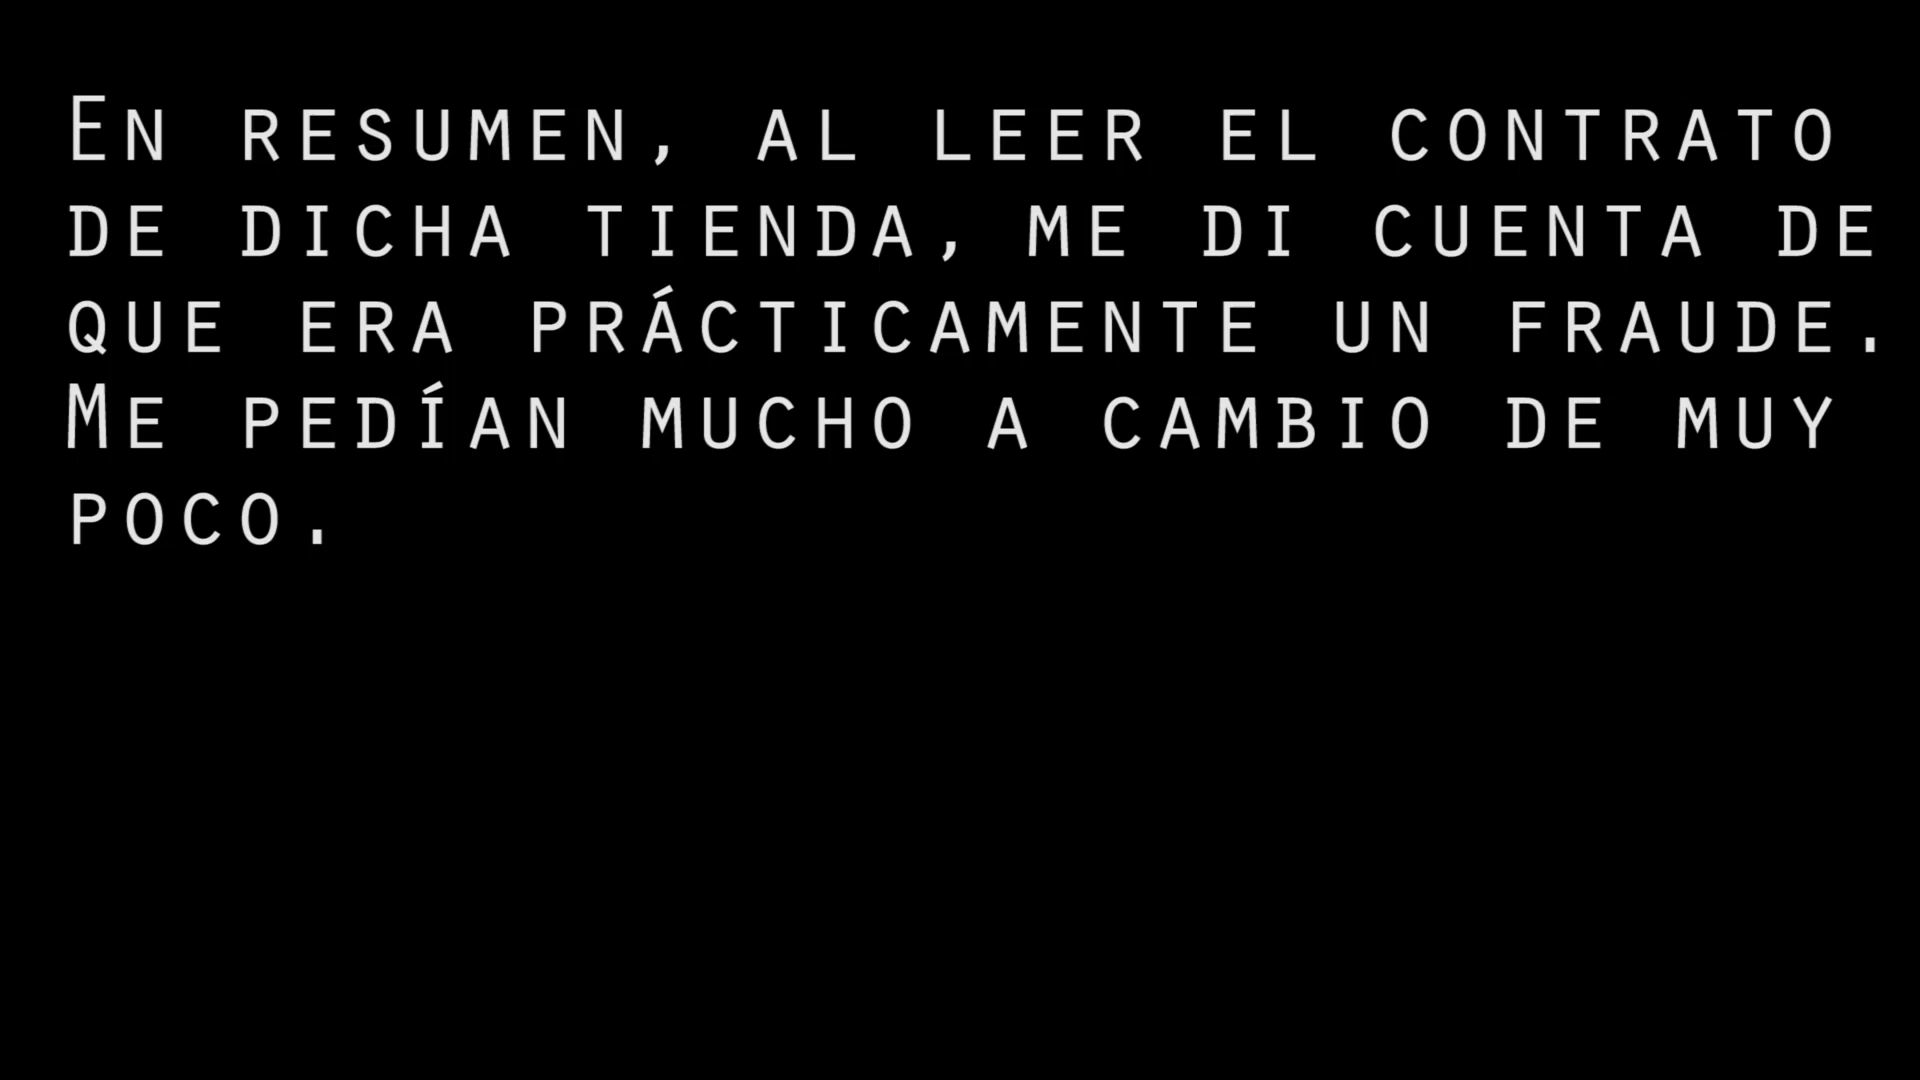 En resumen, al leer el contrato
de dicha tienda, me di cuenta de
que era prácticamente un fraude.
Me pedían mucho a cambio de muy
poco.